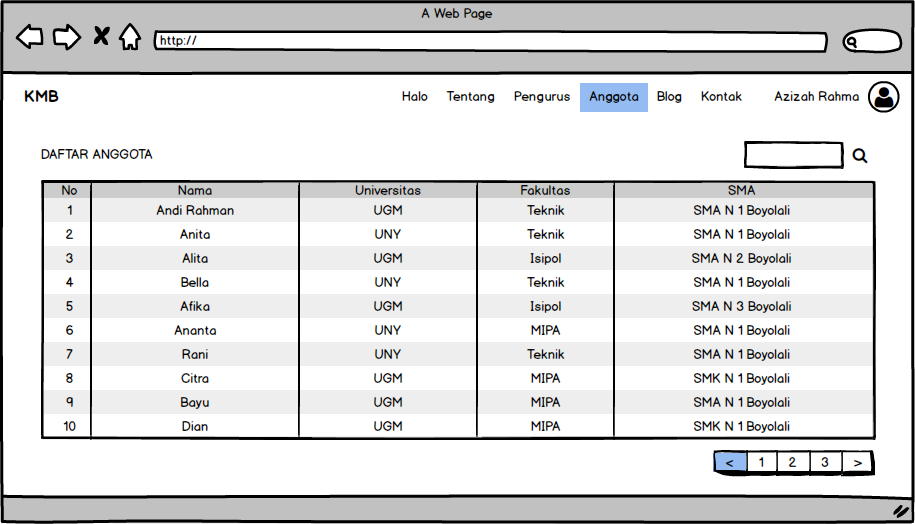 A Web Page
http://
KMB Halo Tentang Pengurus Anggota Blog Kontak Azizah Rahma
DAFTAR ANGGOTA
No Nama Universitas Fakultas SMA
1 Andi Rahman UGM Teknik SMA N 1 Boyolali
2 Anita UNY Teknik SMA N 1 Boyolali
3 Alita UGM Isipol SMA N 2 Boyolali
4 Bella UNY Teknik SMA N 1 Boyolali
5 Afika UGM Isipol SMA N 3 Boyolali
6 Ananta UNY MIPA SMA N 1 Boyolali
7 Rani UNY Teknik SMA N 1 Boyolali
8 Citra UGM MIPA SMK N 1 Boyolali
9 Bayu UGM MIPA SMA N 1 Boyolali
10 Dian UGM MIPA SMK N 1 Boyolali
< 1 2 3 >